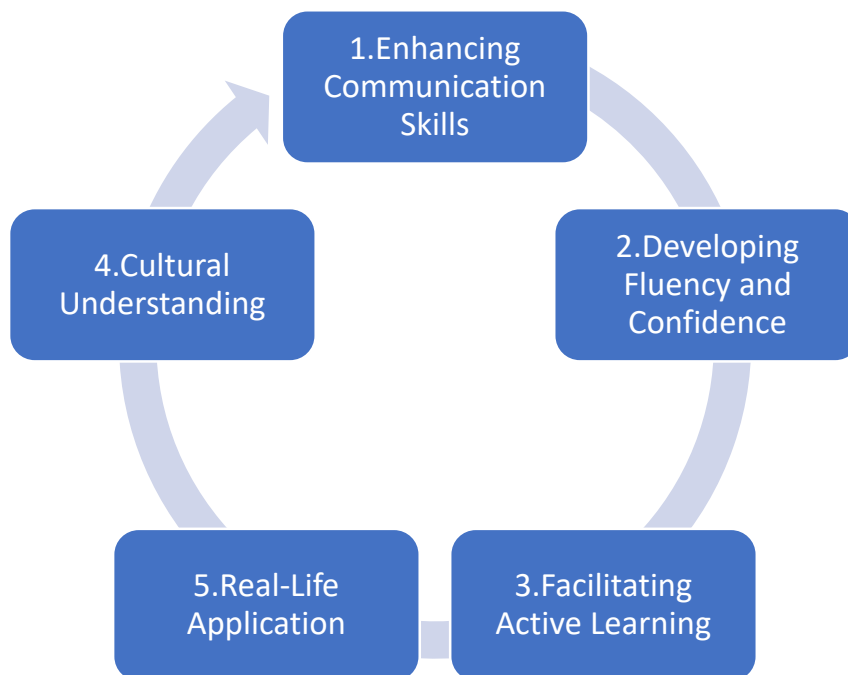 1.Enhancing
Communication
Skills
2.Developing
Fluency and
Confidence
3.Facilitating
Active Learning
4.Cultural
Understanding
5.Real-Life
Application